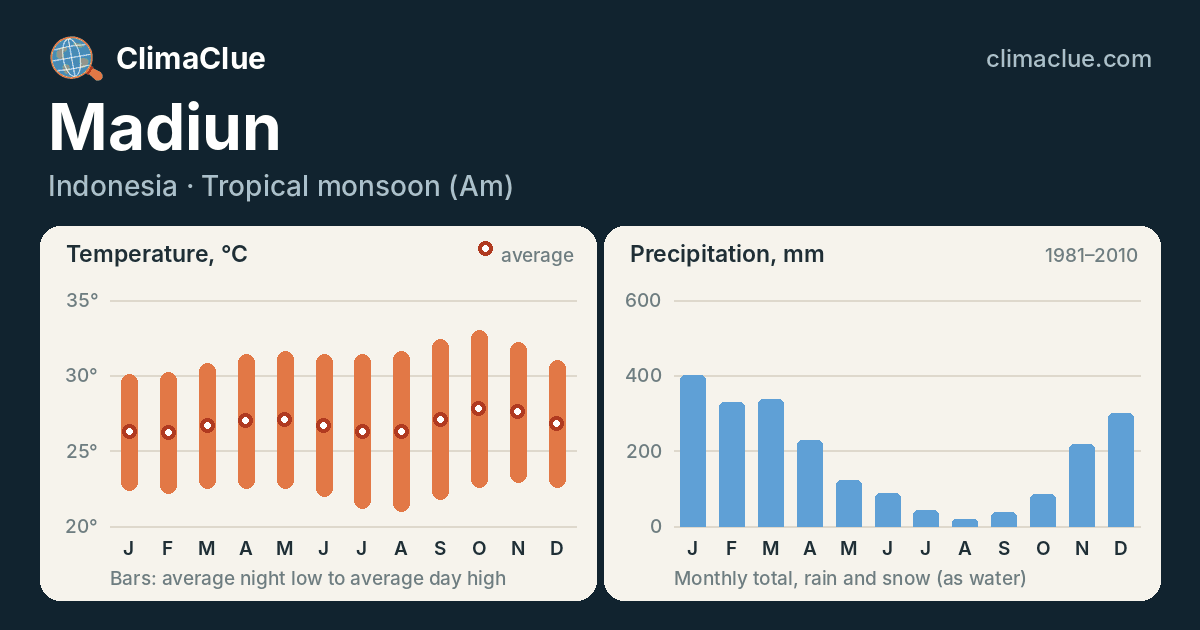 ClimaClue
climaclue.com
Madiun
Indonesia · Tropical monsoon (Am)
Temperature, °C
average
35°
30°
25°
20°
J F M A M J J A S O N D
Bars: average night low to average day high
Precipitation, mm
1981–2010
600
400
200
0
J F M A M J J A S O N D
Monthly total, rain and snow (as water)